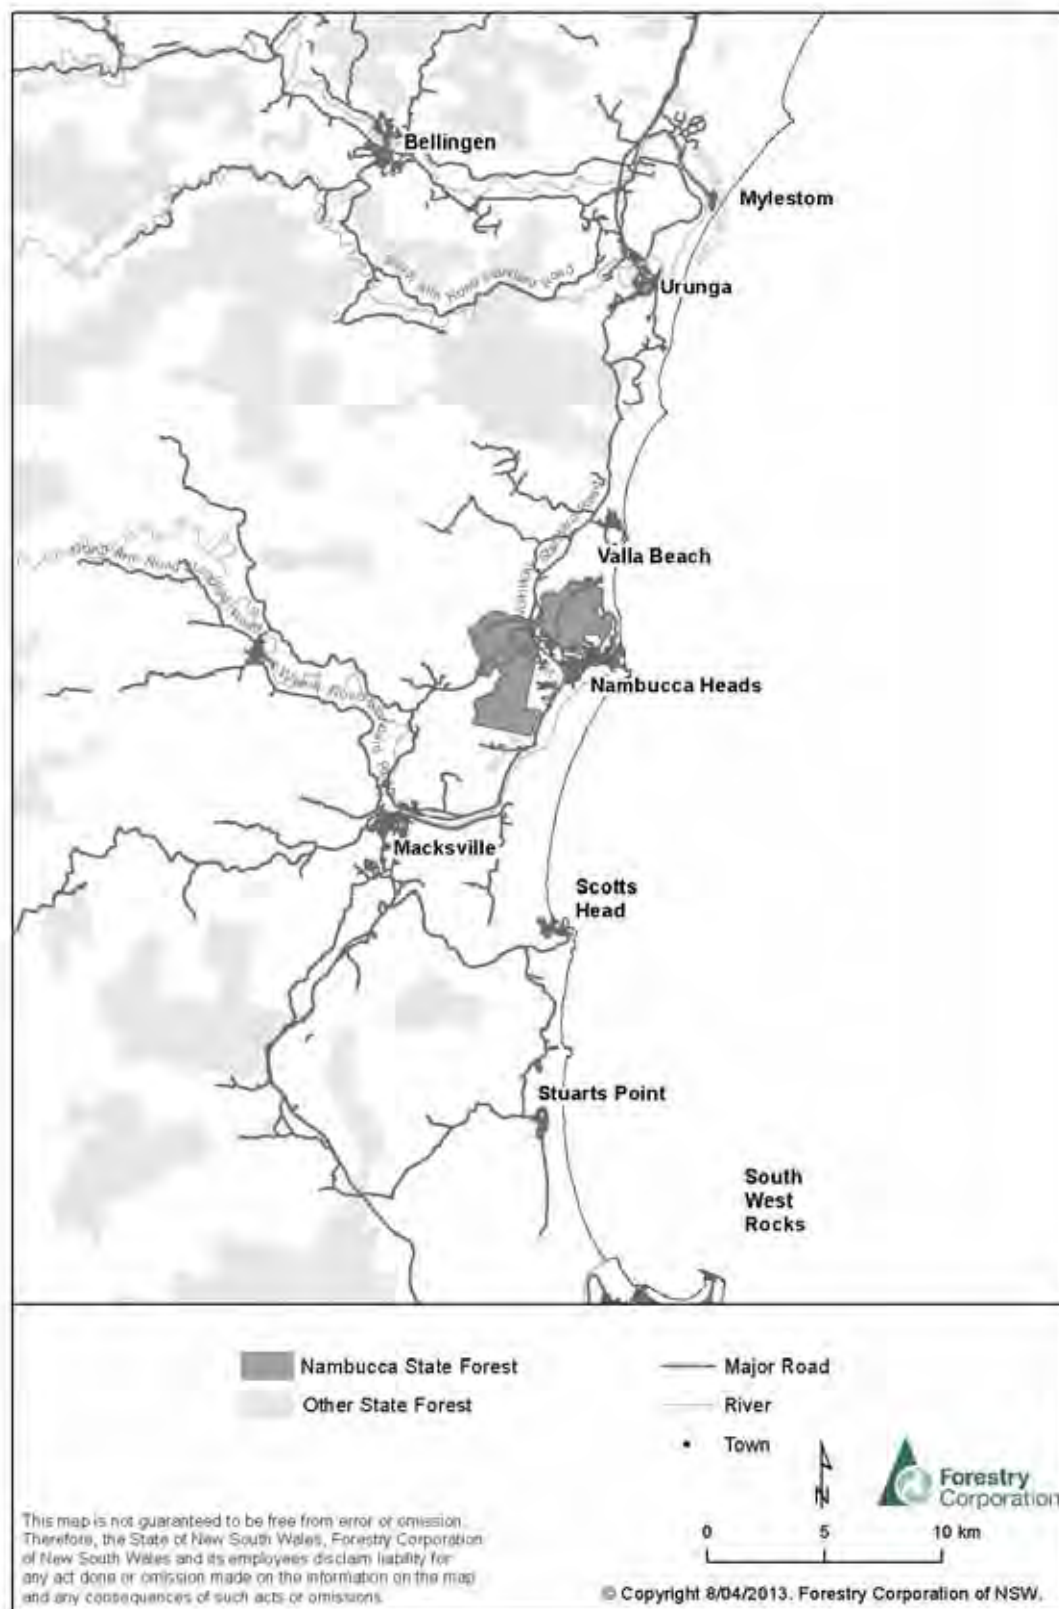 Bellingen
Mylestom
Urunga
Valla Beach
Nambucca Heads
Macksville
Scotts
Head
Stuarts Point
South
West
Rocks
Nambucca State Forest
Other State Forest
Major Road
River
Town
N
Forestry
Corporation
0 5 10 km
This map is not guaranteed to be free from error or omission.
Therefore, the State of New South Wales, Forestry Corporation
of New South Wales and its employees disclaim liability for
any act done or omission made on the information on the map
and any consequences of such acts or omissions.
© Copyright 8/04/2013. Forestry Corporation of NSW.